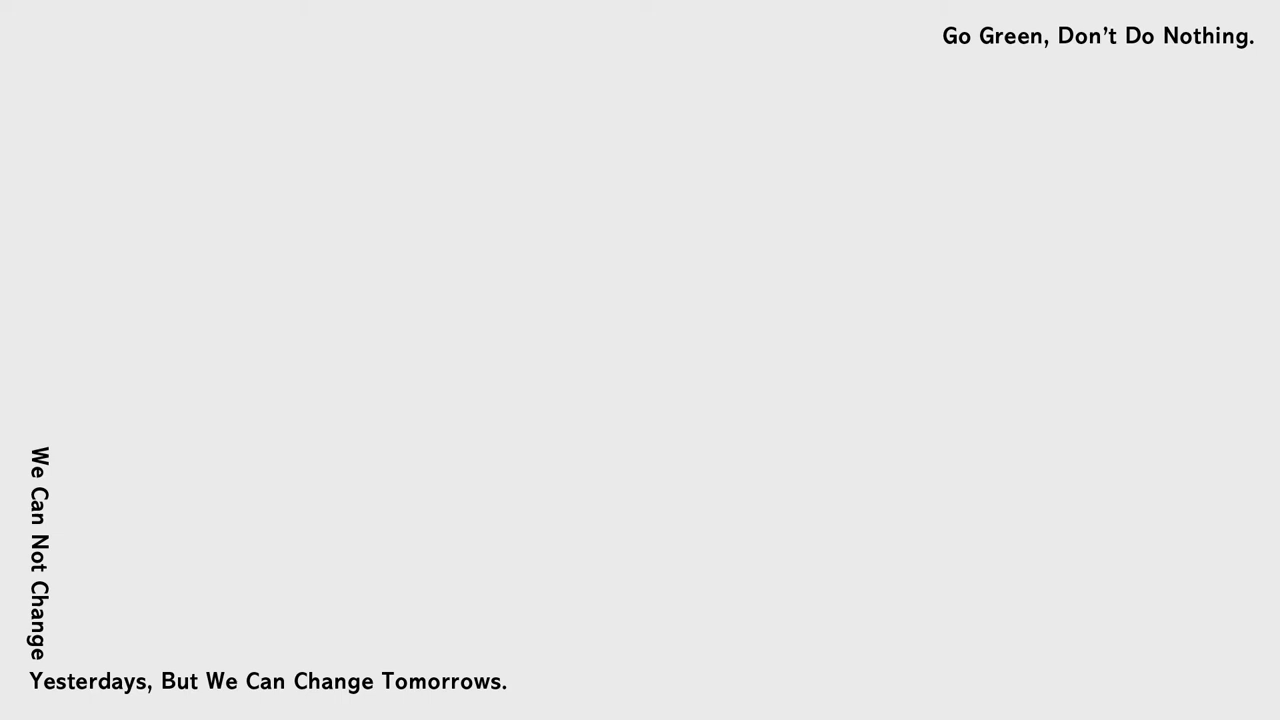 Go Green, Don’t Do Nothing.
We Can Not Change
Yesterdays, But We Can Change Tomorrows.